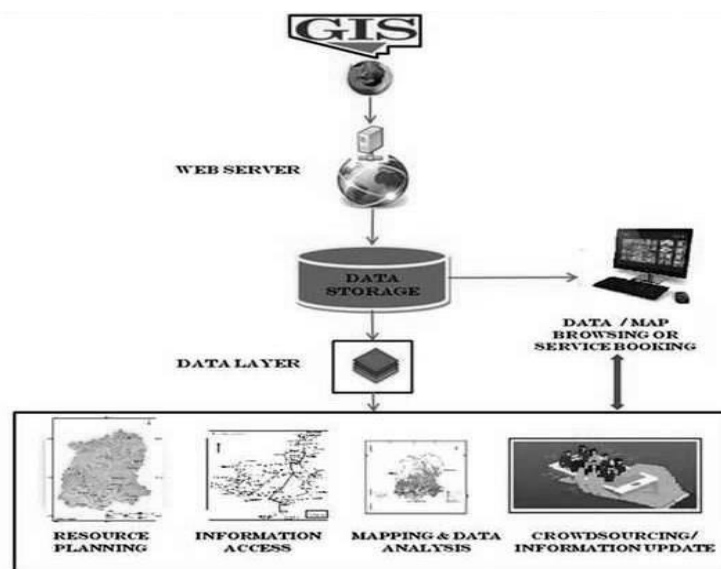 GIS
WEB SERVER
DATA
STORAGE
DATA / MAP
BROWSING OR
SERVICE BOOKING
DATA LAYER
RESOURCE
PLANNING
INFORMATION
ACCESS
MAPPING & DATA
ANALYSIS
CROWDSOURCING/
INFORMATION UPDATE